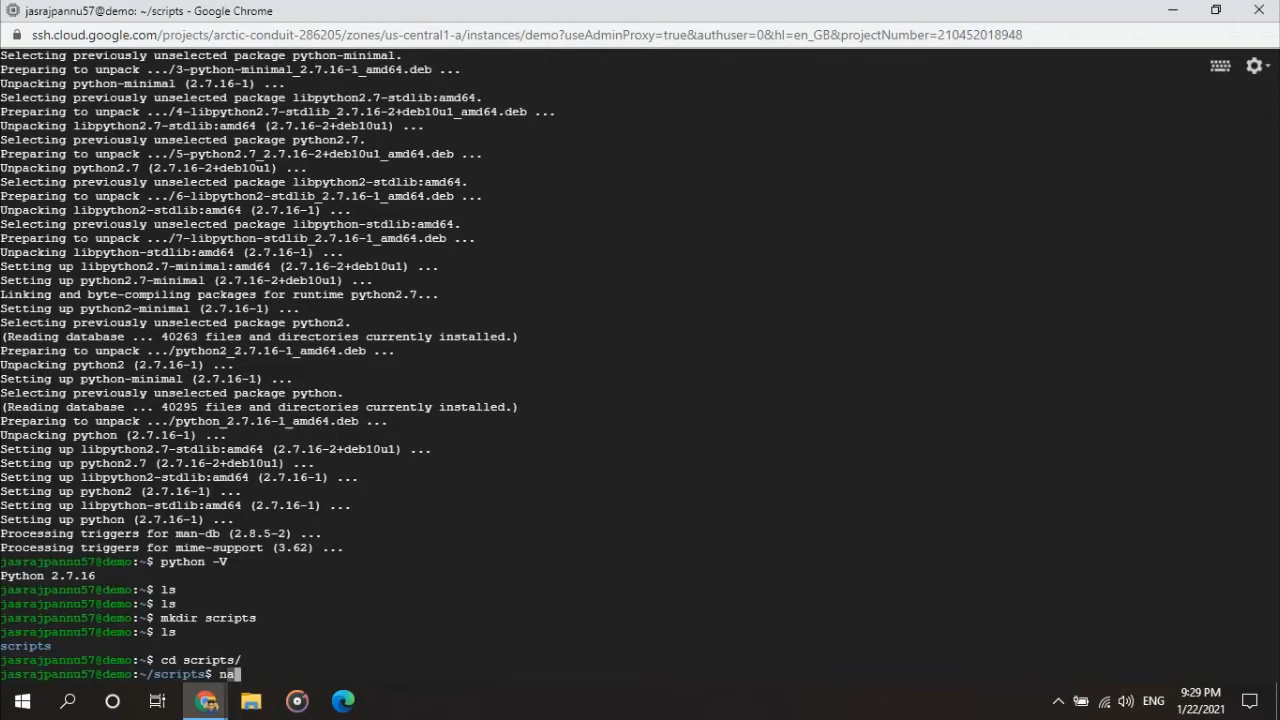 jasrajpannu57@demo: ~/scripts - Google Chrome
ssh.cloud.google.com/projects/arctic-conduit-286205/zones/us-central1-a/instances/demo?useAdminProxy=true&authuser=0&hl=en_GB&projectNumber=210452018948
Selecting previously unselected package python-minimal.
Preparing to unpack .../3-python-minimal_2.7.16-1_amd64.deb ...
Unpacking python-minimal (2.7.16-1) ...
Selecting previously unselected package libpython2.7-stdlib:amd64.
Preparing to unpack .../4-libpython2.7-stdlib_2.7.16-2+deb10u1_amd64.deb ...
Unpacking libpython2.7-stdlib:amd64 (2.7.16-2+deb10u1) ...
Selecting previously unselected package python2.7.
Preparing to unpack .../5-python2.7_2.7.16-2+deb10u1_amd64.deb ...
Unpacking python2.7 (2.7.16-2+deb10u1) ...
Selecting previously unselected package libpython2-stdlib:amd64.
Preparing to unpack .../6-libpython2-stdlib_2.7.16-1_amd64.deb ...
Unpacking libpython2-stdlib:amd64 (2.7.16-1) ...
Selecting previously unselected package libpython-stdlib:amd64.
Preparing to unpack .../7-libpython-stdlib_2.7.16-1_amd64.deb ...
Unpacking libpython-stdlib:amd64 (2.7.16-1) ...
Setting up libpython2.7-minimal:amd64 (2.7.16-2+deb10u1) ...
Setting up python2.7-minimal (2.7.16-2+deb10u1) ...
Linking and byte-compiling packages for runtime python2.7...
Setting up python2-minimal (2.7.16-1) ...
Selecting previously unselected package python2.
(Reading database ... 40263 files and directories currently installed.)
Preparing to unpack .../python2_2.7.16-1_amd64.deb ...
Unpacking python2 (2.7.16-1) ...
Setting up python-minimal (2.7.16-1) ...
Selecting previously unselected package python.
(Reading database ... 40295 files and directories currently installed.)
Preparing to unpack .../python_2.7.16-1_amd64.deb ...
Unpacking python (2.7.16-1) ...
Setting up libpython2.7-stdlib:amd64 (2.7.16-2+deb10u1) ...
Setting up python2.7 (2.7.16-2+deb10u1) ...
Setting up libpython2-stdlib:amd64 (2.7.16-1) ...
Setting up python2 (2.7.16-1) ...
Setting up libpython-stdlib:amd64 (2.7.16-1) ...
Setting up python (2.7.16-1) ...
Processing triggers for man-db (2.8.5-2) ...
Processing triggers for mime-support (3.62) ...
jasrajpannu57@demo:~$ python -V
Python 2.7.16
jasrajpannu57@demo:~$ ls
jasrajpannu57@demo:~$ ls
jasrajpannu57@demo:~$ mkdir scripts
jasrajpannu57@demo:~$ ls
scripts
jasrajpannu57@demo:~$ cd scripts/
jasrajpannu57@demo:~/scripts$ na
ENG
9:29 PM
1/22/2021